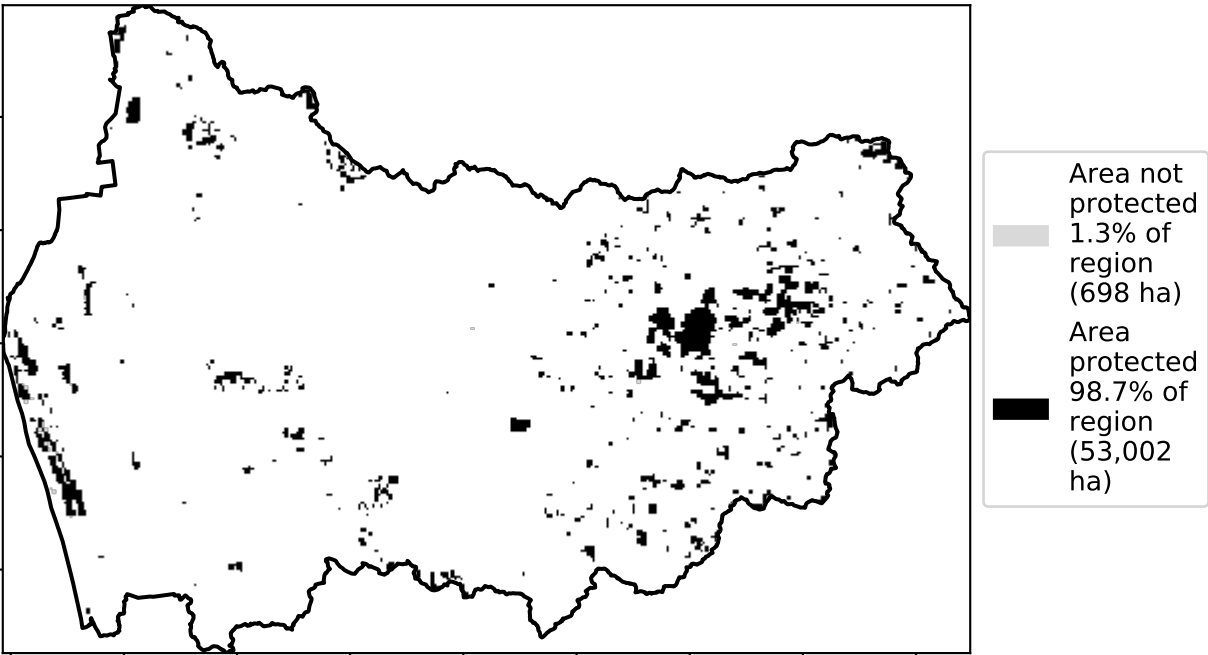 Area not
protected
1.3% of
region
(698 ha)
Area
protected
98.7% of
region
(53,002
ha)